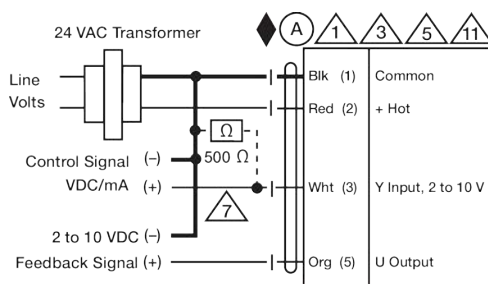 24 VAC Transformer
A 1 3 5 11
Line
Volts
Blk (1) Common
Red (2) + Hot
Ω
500 Ω
Control Signal (-)
VDC/mA (+)
7
Wht (3) Y Input, 2 to 10 V
2 to 10 VDC (-)
Feedback Signal (+)
Org (5) U Output